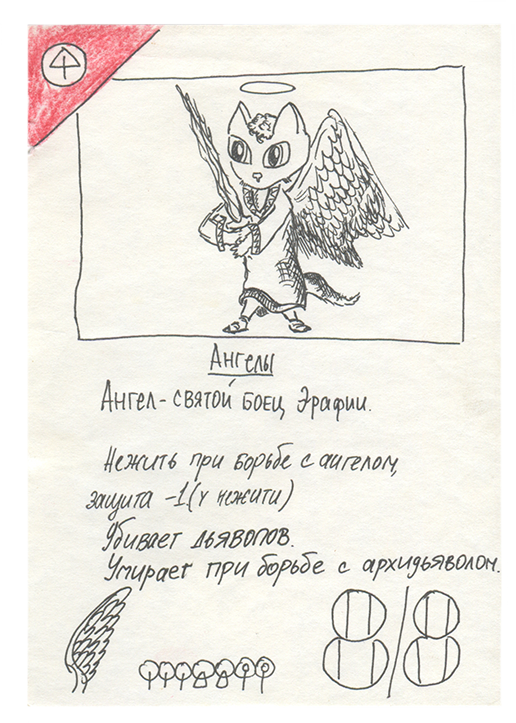 4
Ангелы
Ангел - святой боец Эрафии.
Нежить при борьбе с ангелом,
защита -1 (у нежити)
Убивает дьяволов.
Умирает при борьбе с архидьяволом.
8/8